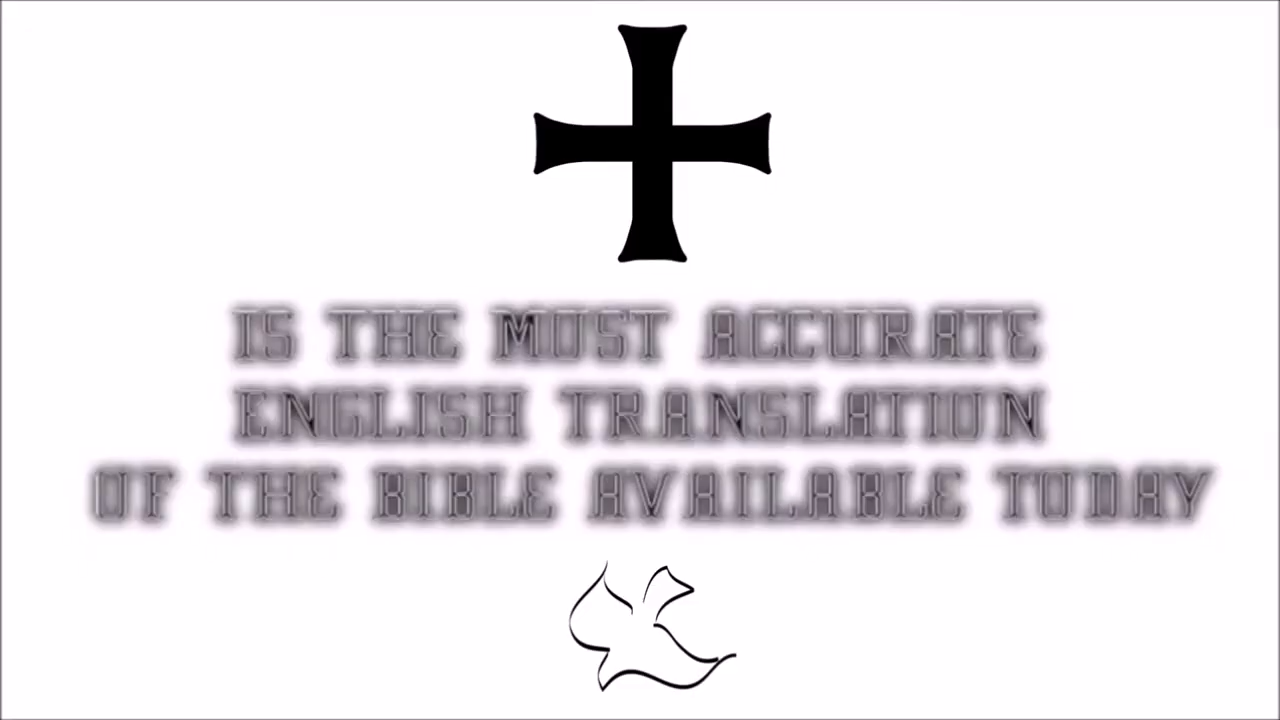 IS THE MOST ACCURATE
ENGLISH TRANSLATION
OF THE BIBLE AVAILABLE TODAY